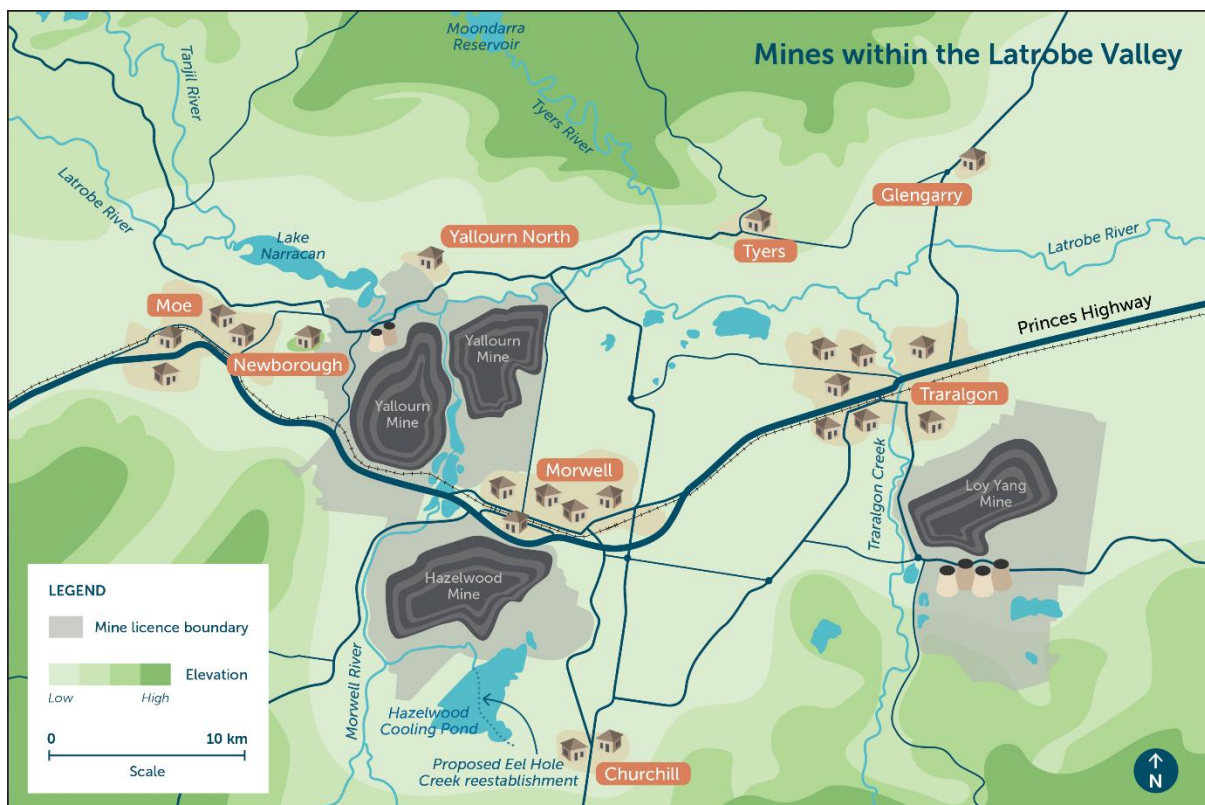 Mines within the Latrobe Valley
Moondarra
Reservoir
Tanjil River
Tyers River
Latrobe River
Glengarry
Lake
Narracan
Yallourn North
Tyers
Latrobe River
Moe
Princes Highway
Newborough
Yallourn
Mine
Yallourn
Mine
Traralgon
Morwell
Loy Yang
Mine
Traralgon Creek
Hazelwood
Mine
Morwell River
Hazelwood
Cooling Pond
Proposed Eel Hole
Creek reestablishment
Churchill
LEGEND
Mine licence boundary
Elevation
Low High
0 10 km
Scale
N